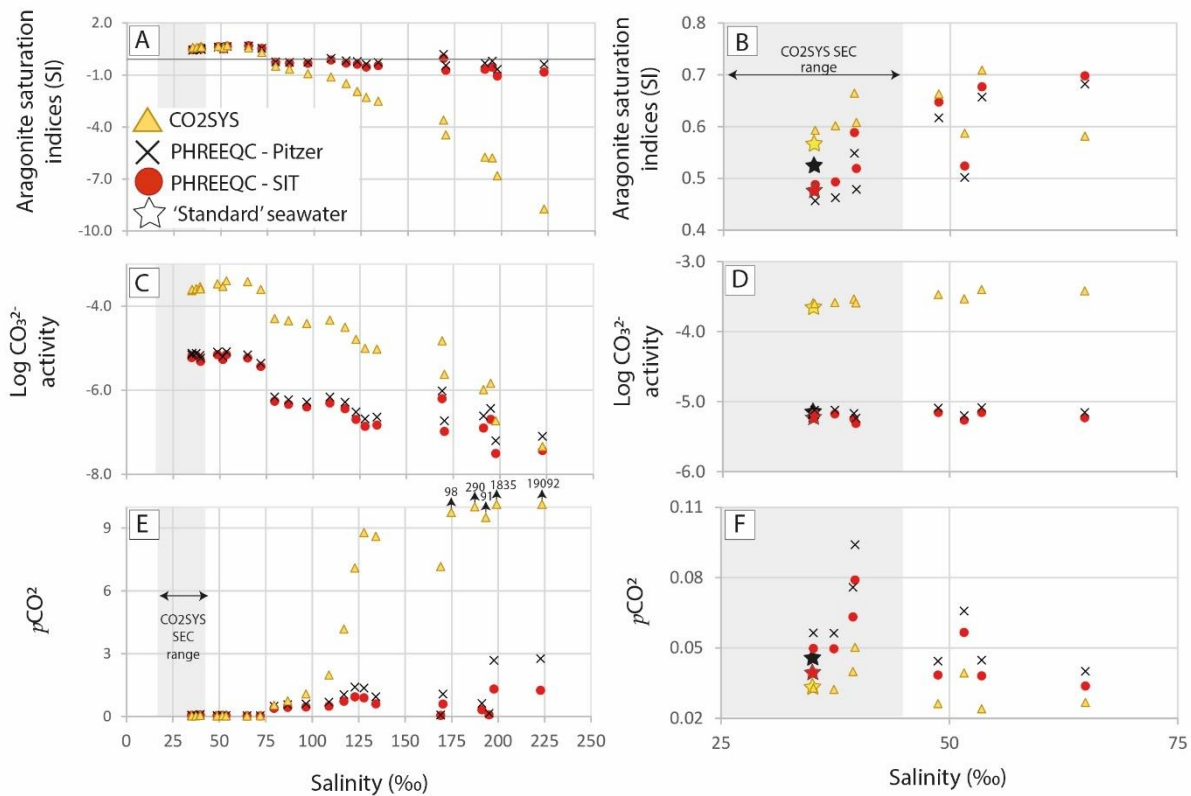 A
Aragonite saturation
indices (SI)
2.0
-1.0
-4.0
-7.0
-10.0
CO2SYS
PHREEQC - Pitzer
PHREEQC - SIT
'Standard' seawater
B
CO2SYS SEC
range
Aragonite saturation
indices (SI)
0.8
0.7
0.6
0.5
0.4
C
Log CO₃²⁻
activity
-4.0
-6.0
-8.0
D
Log CO₃²⁻
activity
-3.0
-4.0
-5.0
-6.0
E
pCO²
9
6
3
0
98
290
91
1835
19092
CO2SYS
SEC
range
0 25 50 75 100 125 150 175 200 225 250
Salinity (‰)
F
pCO²
0.11
0.08
0.05
0.02
25 50 75
Salinity (‰)